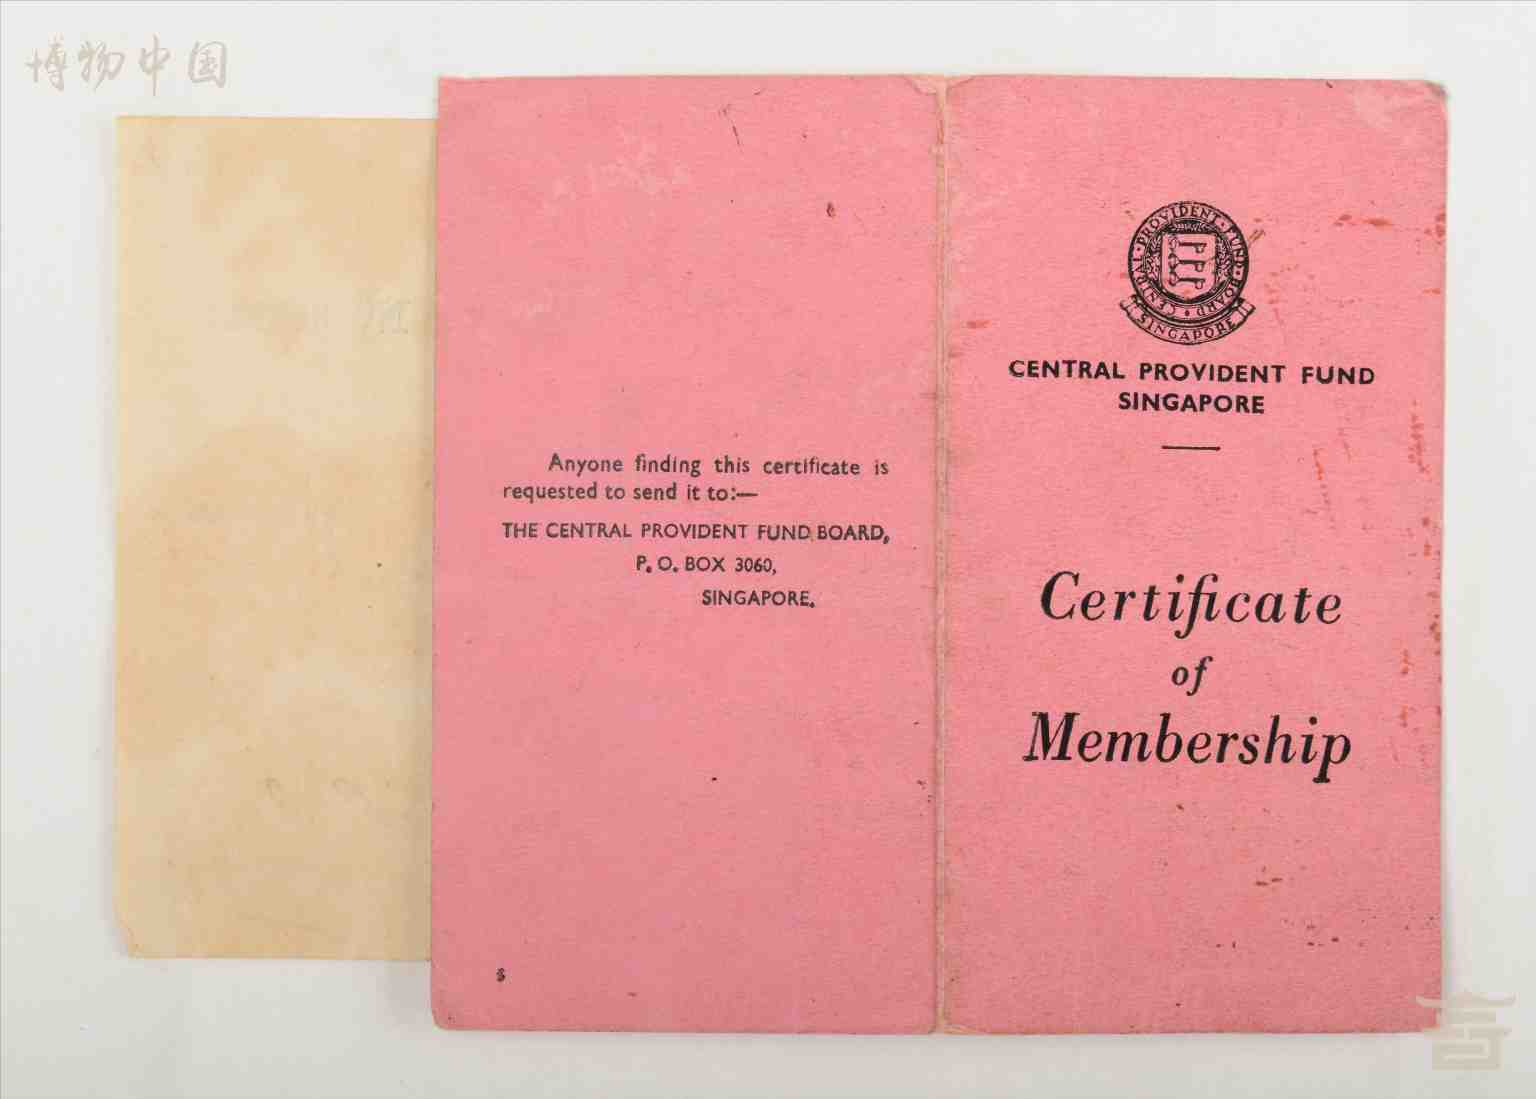 博物中国
Anyone finding this certificate is
requested to send it to:—
THE CENTRAL PROVIDENT FUND BOARD,
P. O. BOX 3060,
SINGAPORE.
CENTRAL · PROVIDENT · FUND · BOARD
SINGAPORE
CENTRAL PROVIDENT FUND
SINGAPORE
Certificate
of
Membership